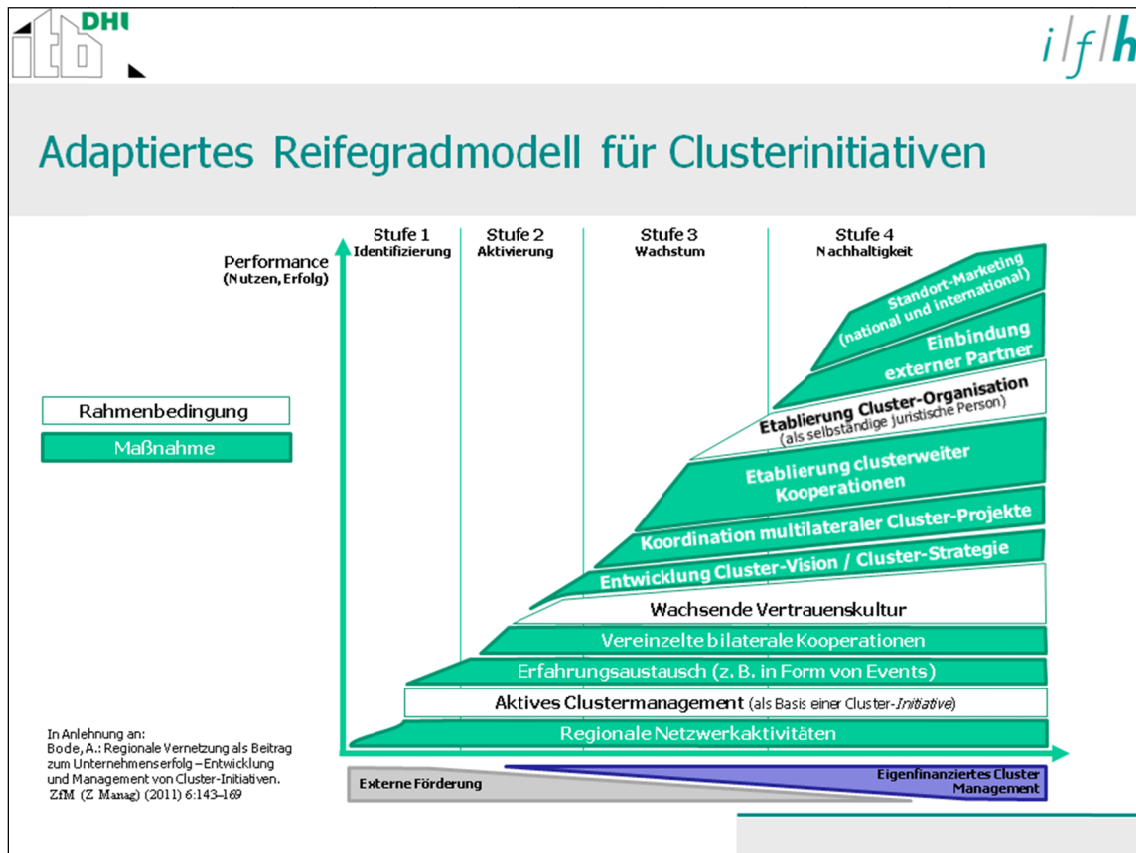 itb DHI
i/f/h
Adaptiertes Reifegradmodell für Clusterinitiativen
Stufe 1
Identifizierung
Stufe 2
Aktivierung
Stufe 3
Wachstum
Stufe 4
Nachhaltigkeit
Performance
(Nutzen, Erfolg)
Rahmenbedingung
Maßnahme
Standort-Marketing
(national und international)
Einbindung
externer Partner
Etablierung Cluster-Organisation
(als selbständige juristische Person)
Etablierung clusterweiter
Kooperationen
Koordination multilateraler Cluster-Projekte
Entwicklung Cluster-Vision / Cluster-Strategie
Wachsende Vertrauenskultur
Vereinzelte bilaterale Kooperationen
Erfahrungsaustausch (z. B. in Form von Events)
Aktives Clustermanagement (als Basis einer Cluster-Initiative)
Regionale Netzwerkaktivitäten
In Anlehnung an:
Bode, A.: Regionale Vernetzung als Beitrag
zum Unternehmenserfolg – Entwicklung
und Management von Cluster-Initiativen.
ZfM (Z Manag) (2011) 6:143–169
Externe Förderung
Eigenfinanziertes Cluster
Management